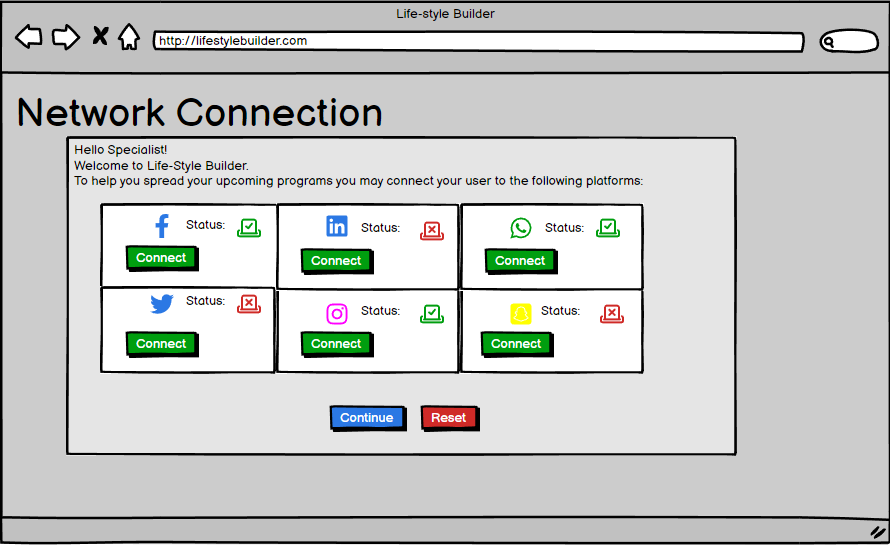 Life-style Builder
http://lifestylebuilder.com
Network Connection
Hello Specialist!
Welcome to Life-Style Builder.
To help you spread your upcoming programs you may connect your user to the following platforms:
Status:
Status:
Status:
Connect
Connect
Connect
Status:
Status:
Status:
Connect
Connect
Connect
Continue
Reset